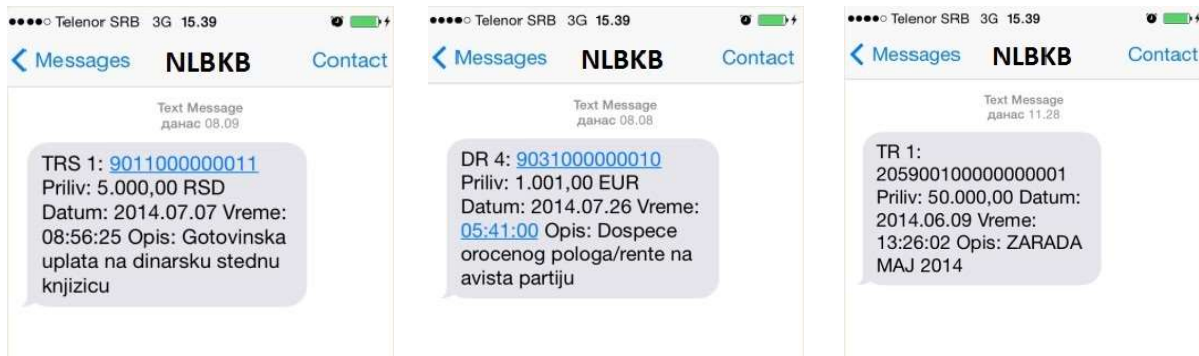 Telenor SRB 3G 15.39
Messages NLBKB Contact
Text Message
данас 08.09
TRS 1: 9011000000011
Priliv: 5.000,00 RSD
Datum: 2014.07.07 Vreme:
08:56:25 Opis: Gotovinska
uplata na dinarsku stednu
knjizicu
Telenor SRB 3G 15.39
Messages NLBKB Contact
Text Message
данас 08.08
DR 4: 9031000000010
Priliv: 1.001,00 EUR
Datum: 2014.07.26 Vreme:
05:41:00 Opis: Dospece
orocenog pologa/rente na
avista partiju
Telenor SRB 3G 15.39
Messages NLBKB Contact
Text Message
данас 11.28
TR 1:
205900100000000001
Priliv: 50.000,00 Datum:
2014.06.09 Vreme:
13:26:02 Opis: ZARADA
MAJ 2014